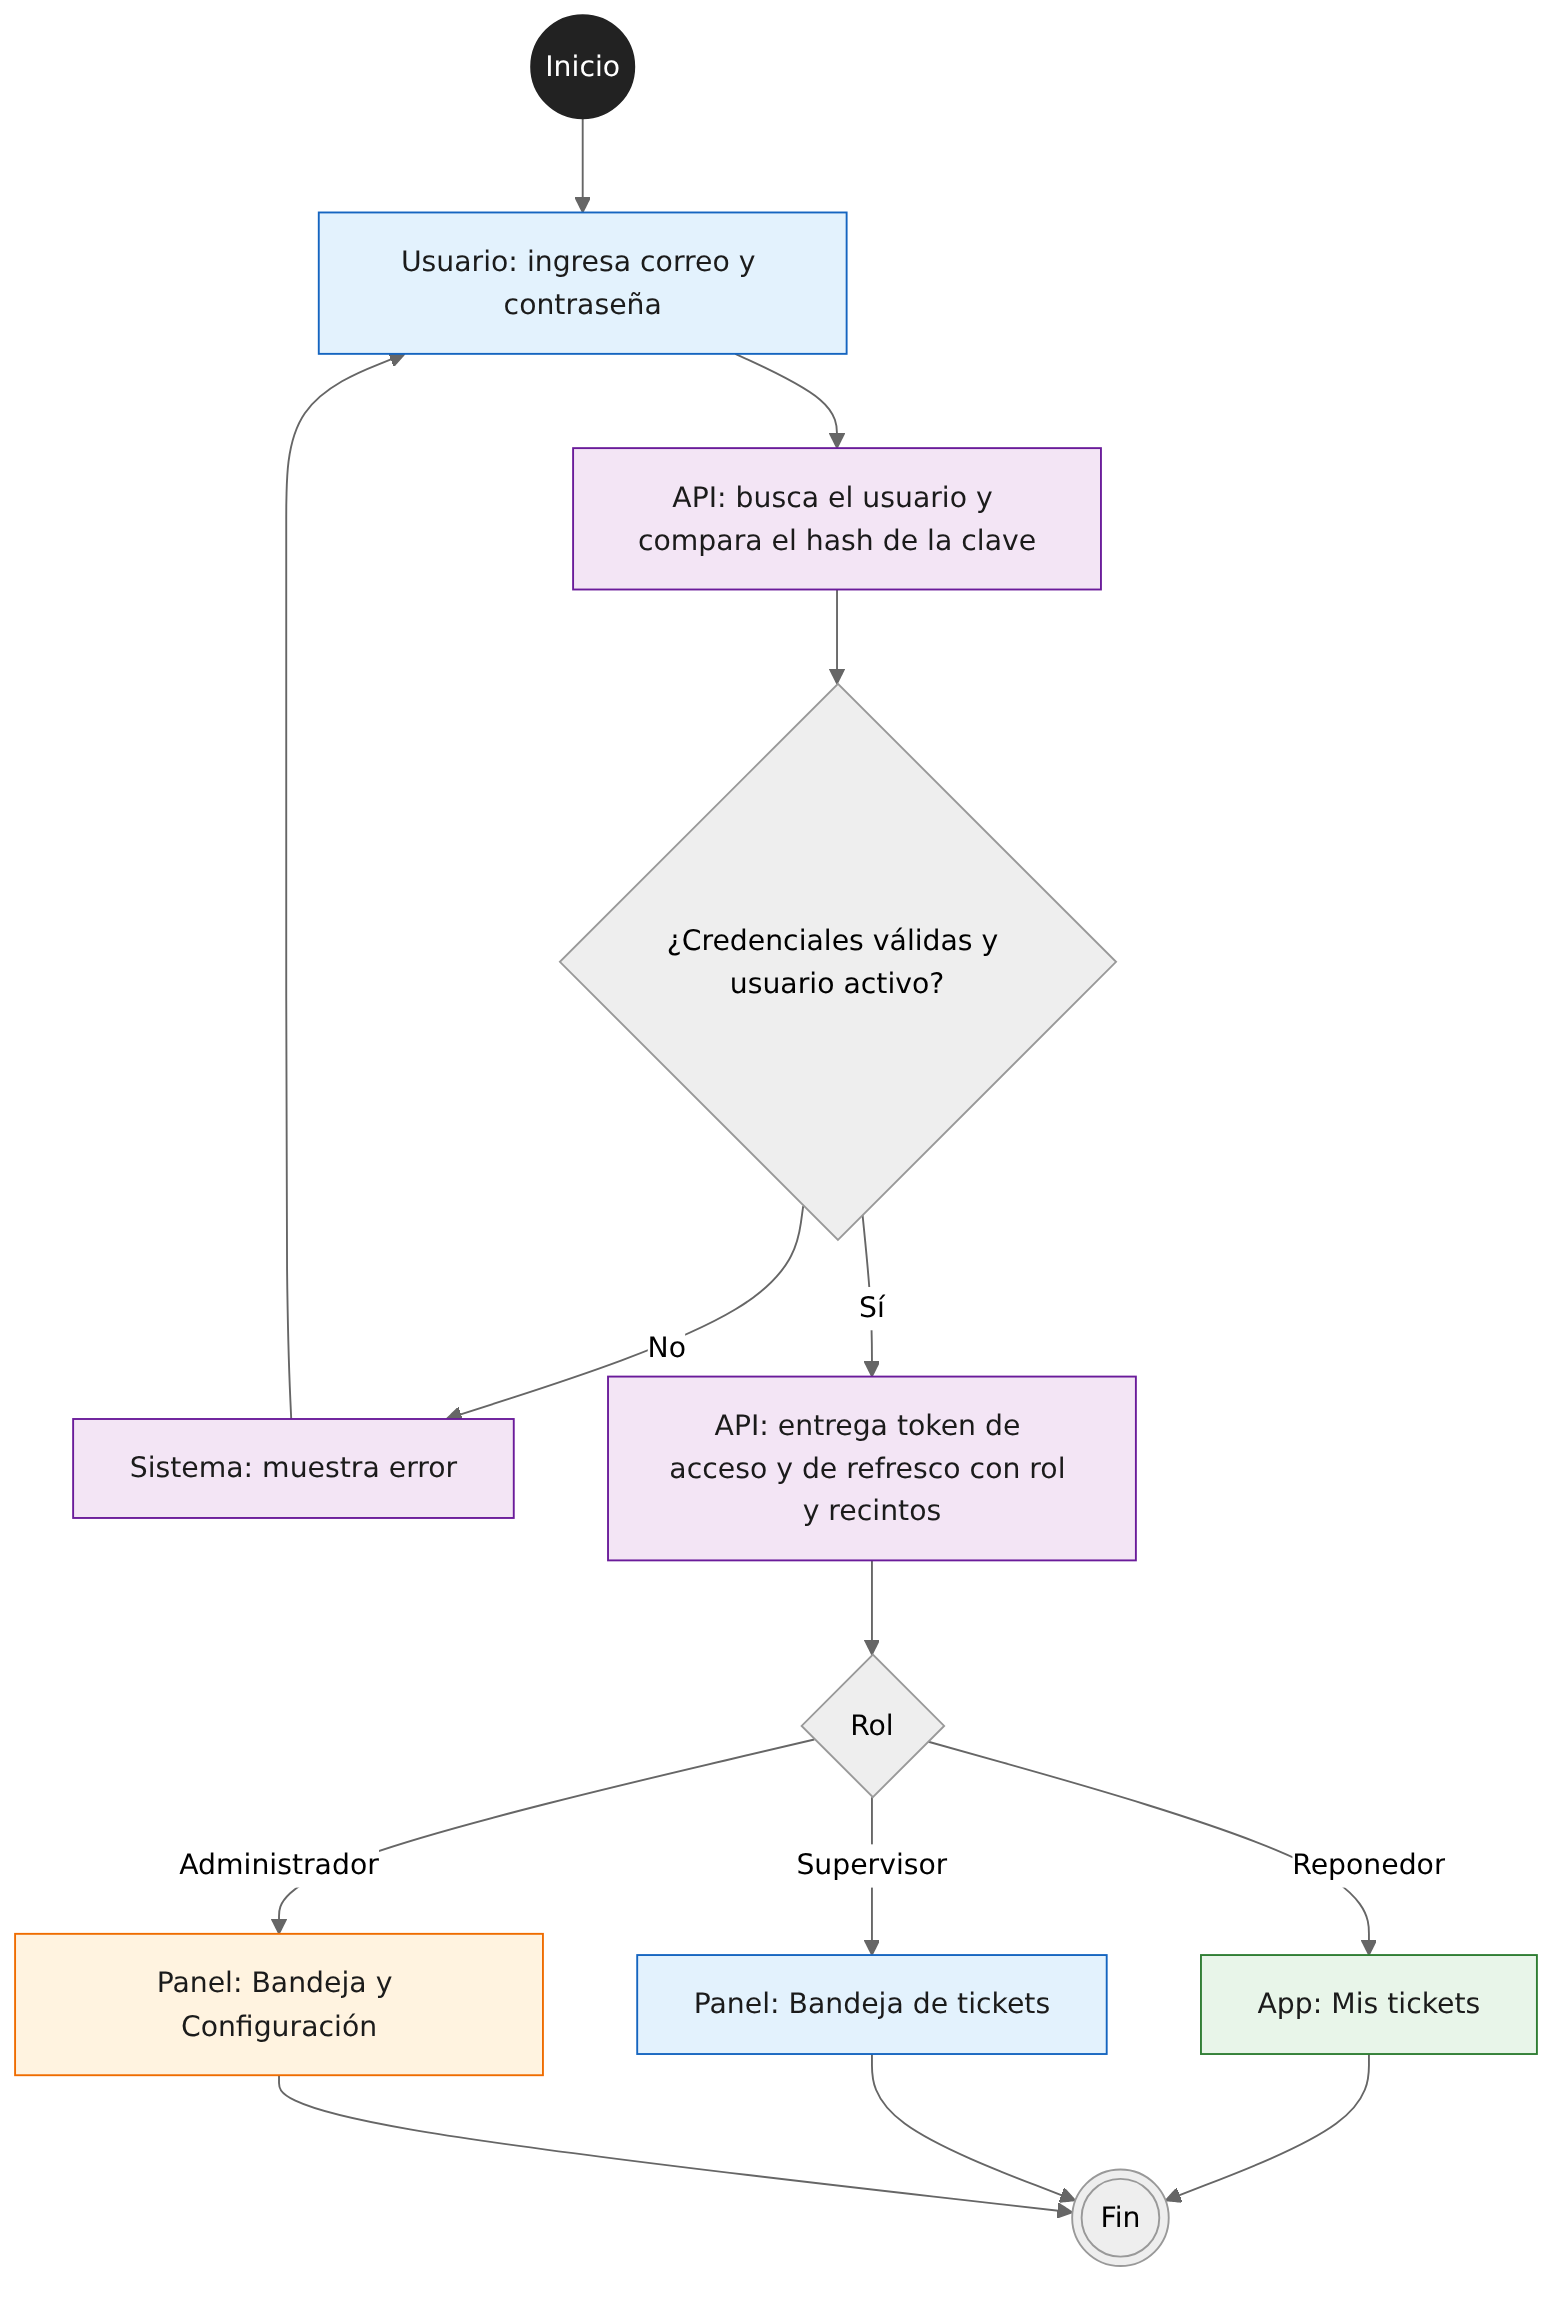 Inicio
Usuario: ingresa correo y
contraseña
API: busca el usuario y
compara el hash de la clave
¿Credenciales válidas y
usuario activo?
Sí
No
API: entrega token de
acceso y de refresco con rol
y recintos
Sistema: muestra error
Rol
Administrador
Supervisor
Reponedor
Panel: Bandeja y
Configuración
Panel: Bandeja de tickets
App: Mis tickets
Fin